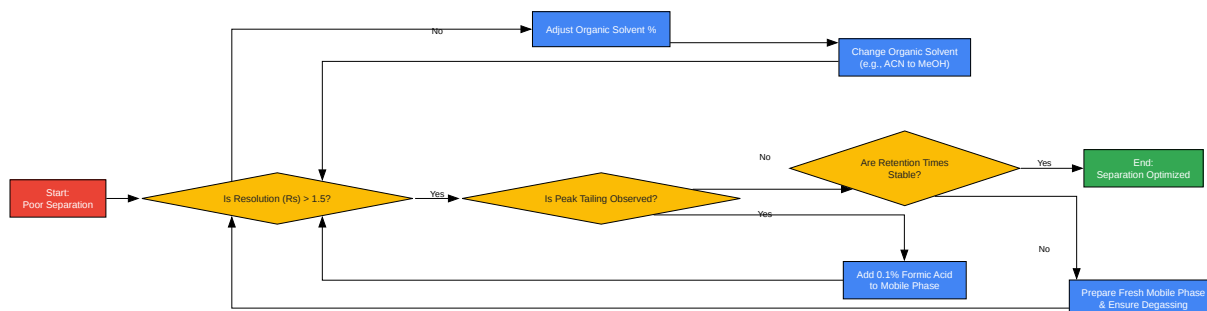 No
Adjust Organic Solvent %
Change Organic Solvent
(e.g., ACN to MeOH)
Start:
Poor Separation
Is Resolution (Rs) > 1.5?
Yes
Is Peak Tailing Observed?
No
Yes
Are Retention Times
Stable?
Yes
End:
Separation Optimized
No
Add 0.1% Formic Acid
to Mobile Phase
Prepare Fresh Mobile Phase
& Ensure Degassing